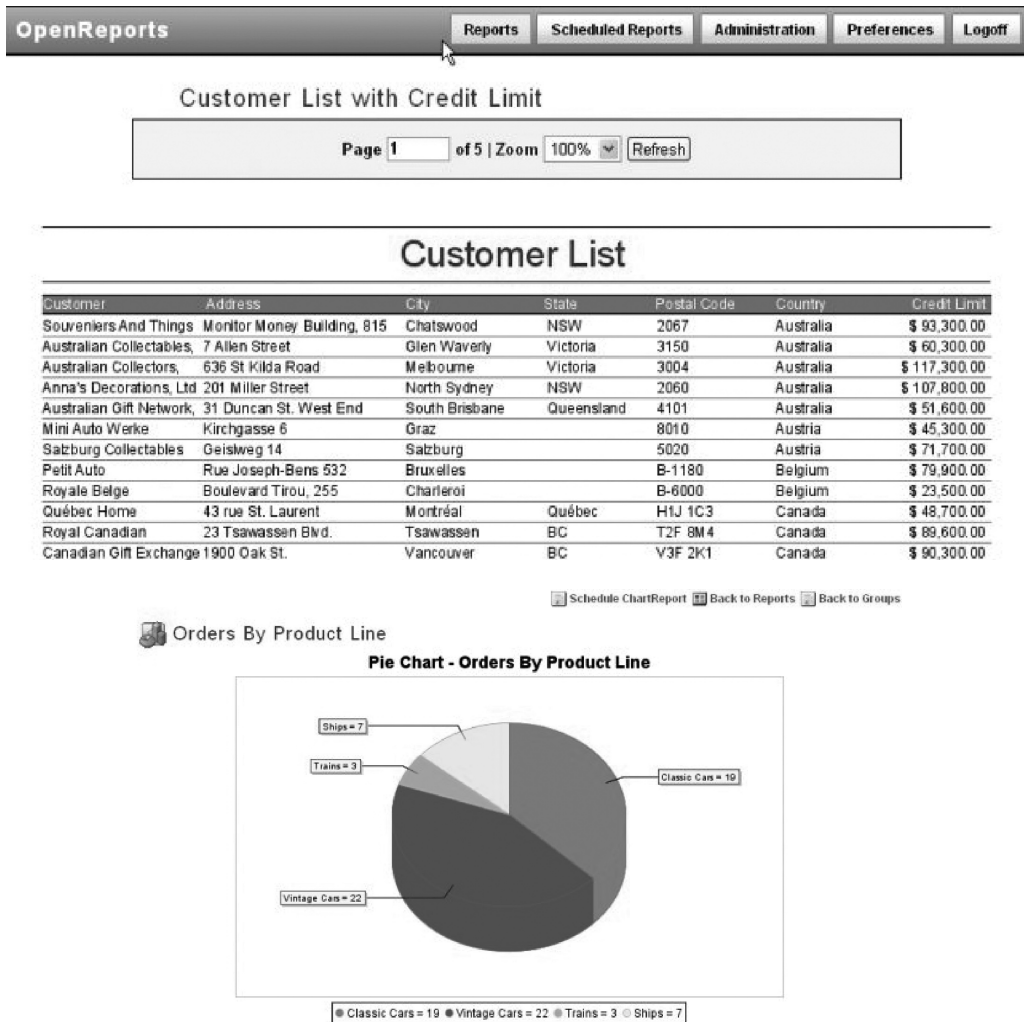 OpenReports Reports Scheduled Reports Administration Preferences Logoff
Customer List with Credit Limit
Page 1 of 5 | Zoom 100% Refresh
Customer List
Customer Address City State Postal Code Country Credit Limit
Souveniers And Things Monitor Money Building, 815 Chatswood NSW 2067 Australia $ 93,300.00
Australian Collectables, 7 Allen Street Glen Waverly Victoria 3150 Australia $ 60,300.00
Australian Collectors, 636 St Kilda Road Melbourne Victoria 3004 Australia $ 117,300.00
Anna's Decorations, Ltd 201 Miller Street North Sydney NSW 2060 Australia $ 107,800.00
Australian Gift Network, 31 Duncan St. West End South Brisbane Queensland 4101 Australia $ 51,600.00
Mini Auto Werke Kirchgasse 6 Graz 8010 Austria $ 45,300.00
Salzburg Collectables Geislweg 14 Salzburg 5020 Austria $ 71,700.00
Petit Auto Rue Joseph-Bens 532 Bruxelles B-1180 Belgium $ 79,900.00
Royale Belge Boulevard Tirou, 255 Charleroi B-6000 Belgium $ 23,500.00
Québec Home 43 rue St. Laurent Montréal Québec H1J 1C3 Canada $ 48,700.00
Royal Canadian 23 Tsawassen Blvd. Tsawassen BC T2F 8M4 Canada $ 89,600.00
Canadian Gift Exchange 1900 Oak St. Vancouver BC V3F 2K1 Canada $ 90,300.00
Schedule ChartReport Back to Reports Back to Groups
Orders By Product Line
Pie Chart - Orders By Product Line
Ships = 7
Trains = 3
Classic Cars = 19
Vintage Cars = 22
Classic Cars = 19 Vintage Cars = 22 Trains = 3 Ships = 7